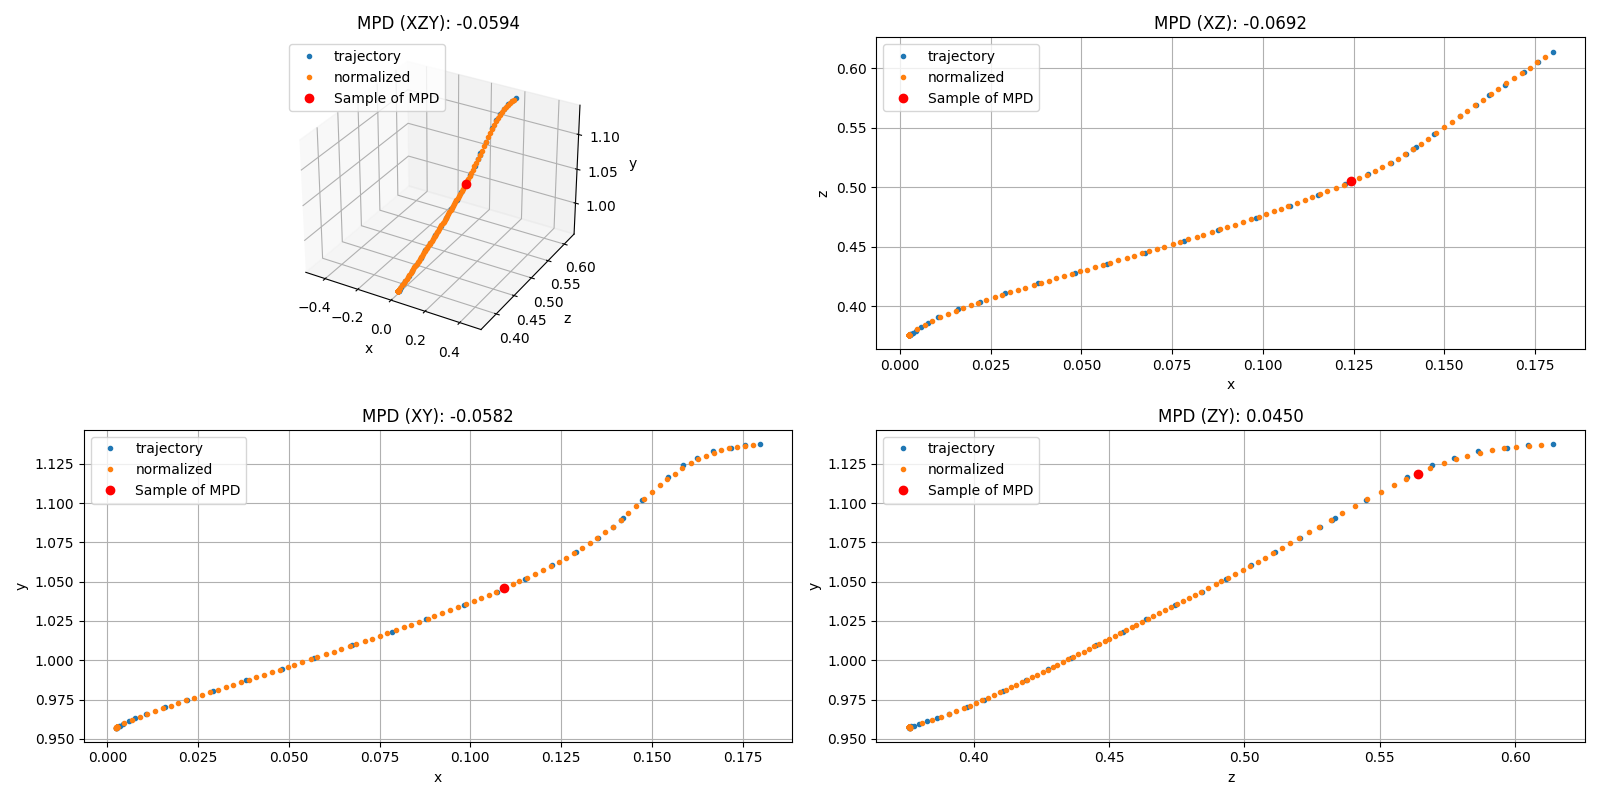 MPD (XZY): -0.0594
trajectory
normalized
Sample of MPD
1.10
1.05
1.00
y
−0.4
−0.2
0.0
0.2
0.4
x
0.40
0.45
0.50
0.55
0.60
z
MPD (XZ): -0.0692
trajectory
normalized
Sample of MPD
0.60
0.55
0.50
0.45
0.40
z
0.000 0.025 0.050 0.075 0.100 0.125 0.150 0.175
x
MPD (XY): -0.0582
trajectory
normalized
Sample of MPD
1.125
1.100
1.075
1.050
1.025
1.000
0.975
0.950
y
0.000 0.025 0.050 0.075 0.100 0.125 0.150 0.175
x
MPD (ZY): 0.0450
trajectory
normalized
Sample of MPD
1.125
1.100
1.075
1.050
1.025
1.000
0.975
0.950
y
0.40 0.45 0.50 0.55 0.60
z